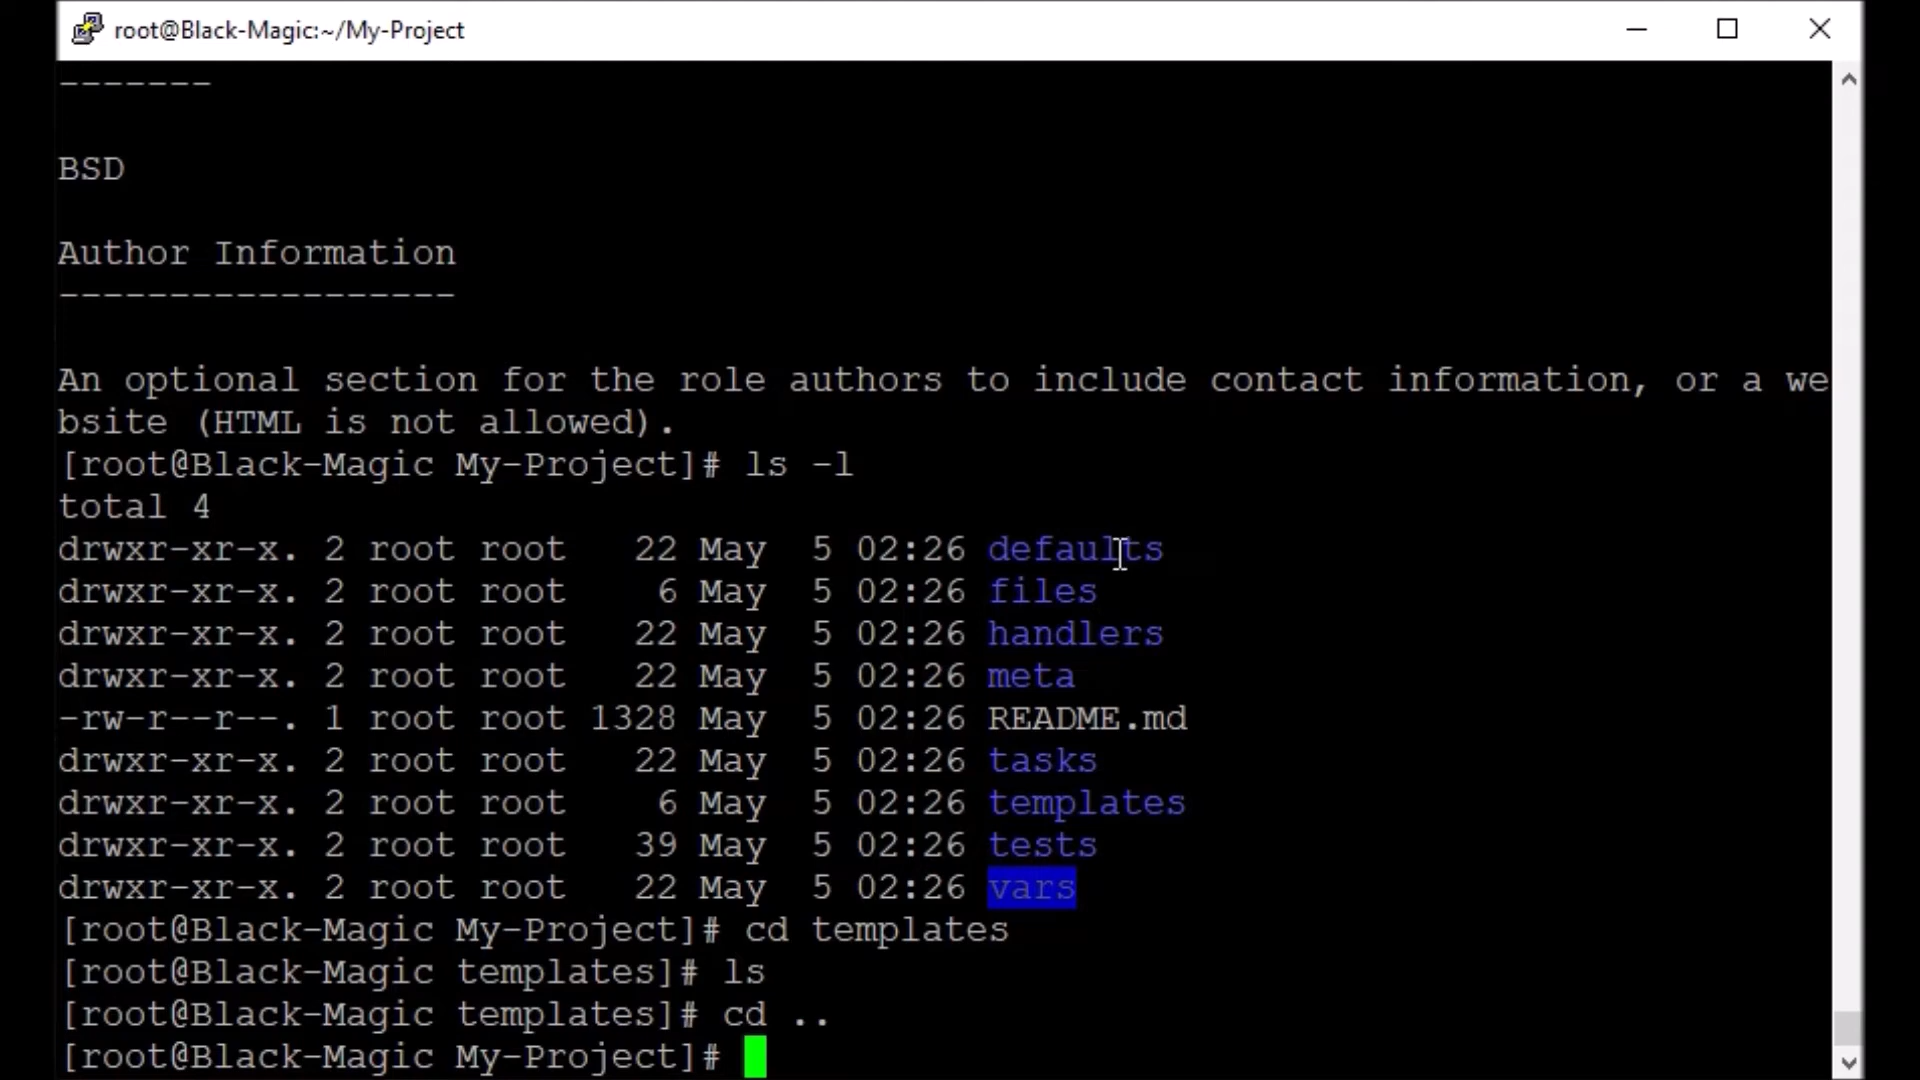 root@Black-Magic:~/My-Project
-------
BSD
Author Information
------------------
An optional section for the role authors to include contact information, or a we
bsite (HTML is not allowed).
[root@Black-Magic My-Project]# ls -l
total 4
drwxr-xr-x. 2 root root   22 May  5 02:26 defaults
drwxr-xr-x. 2 root root    6 May  5 02:26 files
drwxr-xr-x. 2 root root   22 May  5 02:26 handlers
drwxr-xr-x. 2 root root   22 May  5 02:26 meta
-rw-r--r--. 1 root root 1328 May  5 02:26 README.md
drwxr-xr-x. 2 root root   22 May  5 02:26 tasks
drwxr-xr-x. 2 root root    6 May  5 02:26 templates
drwxr-xr-x. 2 root root   39 May  5 02:26 tests
drwxr-xr-x. 2 root root   22 May  5 02:26 vars
[root@Black-Magic My-Project]# cd templates
[root@Black-Magic templates]# ls
[root@Black-Magic templates]# cd ..
[root@Black-Magic My-Project]#